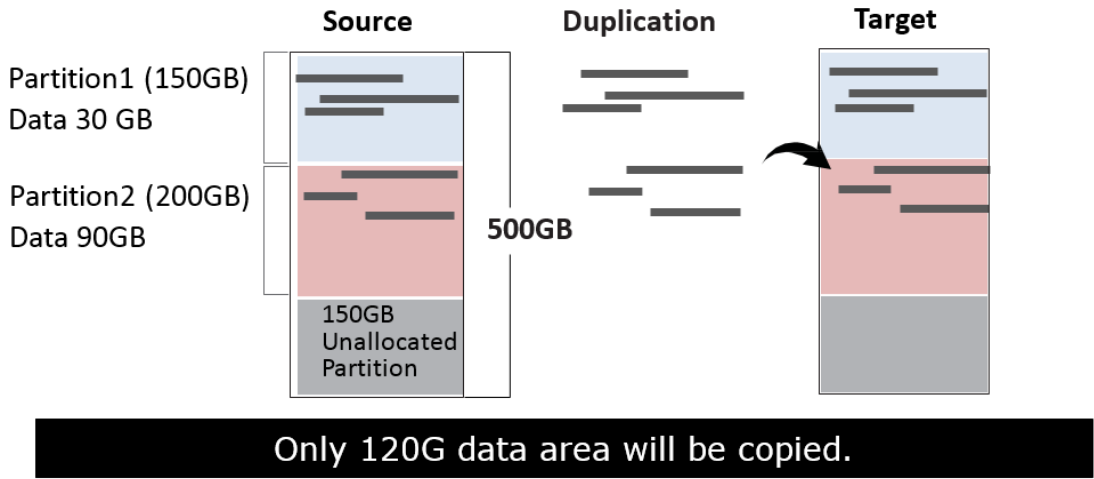 Source
Duplication
Target
Partition1 (150GB)
Data 30 GB
Partition2 (200GB)
Data 90GB
500GB
150GB
Unallocated
Partition
Only 120G data area will be copied.